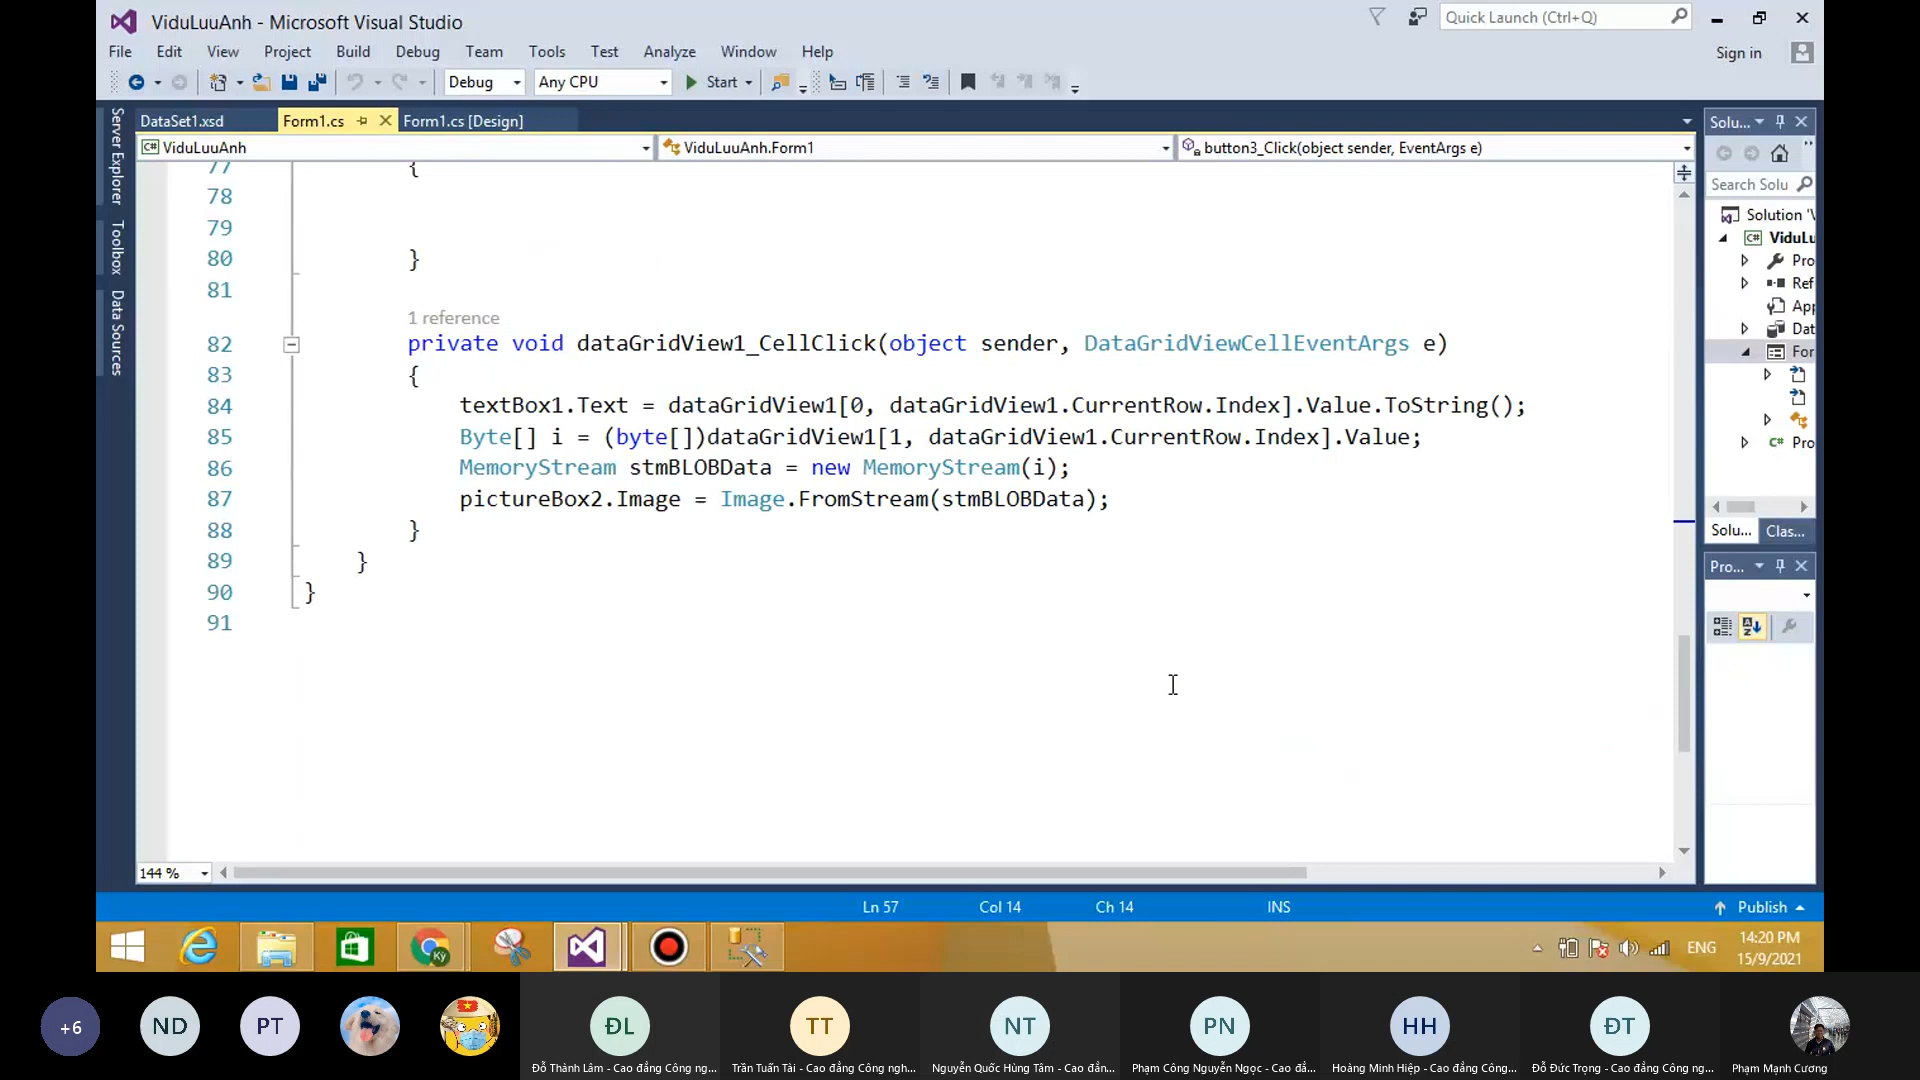 ViduLuuAnh - Microsoft Visual Studio
Quick Launch (Ctrl+Q)
File Edit View Project Build Debug Team Tools Test Analyze Window Help
Sign in
Debug Any CPU Start
Server Explorer
Toolbox
Data Sources
DataSet1.xsd Form1.cs Form1.cs [Design]
ViduLuuAnh ViduLuuAnh.Form1 button3_Click(object sender, EventArgs e)
77 {
78
79
80 }
81
1 reference
82 private void dataGridView1_CellClick(object sender, DataGridViewCellEventArgs e)
83 {
84 textBox1.Text = dataGridView1[0, dataGridView1.CurrentRow.Index].Value.ToString();
85 Byte[] i = (byte[])dataGridView1[1, dataGridView1.CurrentRow.Index].Value;
86 MemoryStream stmBLOBData = new MemoryStream(i);
87 pictureBox2.Image = Image.FromStream(stmBLOBData);
88 }
89 }
90 }
91
144 %
Solu...
Search Solu
Solution 'V
C# ViduLu
Pro
Ref
App
Dat
For
C# Pro
Solu... Clas...
Pro...
Ln 57 Col 14 Ch 14 INS Publish
Ky
ENG
14:20 PM
15/9/2021
+6 ND PT ĐL TT NT PN HH ĐT
Đỗ Thành Lâm - Cao đẳng Công ng...
Trần Tuấn Tài - Cao đẳng Công ngh...
Nguyễn Quốc Hùng Tâm - Cao đẳn...
Phạm Công Nguyễn Ngọc - Cao đẳ...
Hoàng Minh Hiệp - Cao đẳng Công...
Đỗ Đức Trọng - Cao đẳng Công ng...
Phạm Mạnh Cương